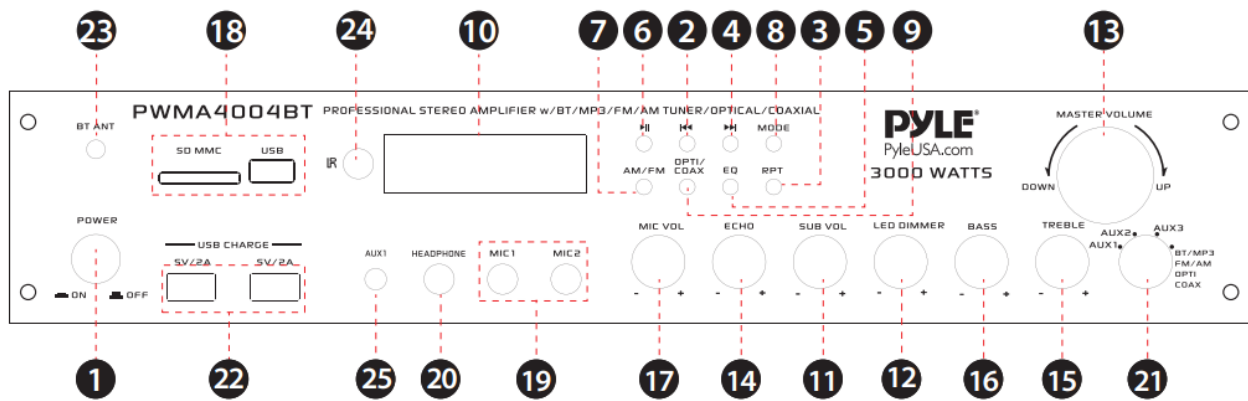 23 18 24 10 7 6 2 4 8 3 5 9 13
PWMA4004BT PROFESSIONAL STEREO AMPLIFIER w/BT/MP3/FM/AM TUNER/OPTICAL/COAXIAL
BT ANT
SD MMC USB
IR
MODE
AM/FM OPTI/COAX EQ RPT
PYLE®
PyleUSA.com
3000 WATTS
MASTER VOLUME
DOWN UP
POWER
ON OFF
USB CHARGE
5V/2A 5V/2A
AUX1 HEADPHONE MIC1 MIC2
MIC VOL ECHO SUB VOL LED DIMMER BASS TREBLE
- + - + - + - + - + - +
AUX1 AUX2 AUX3
BT/MP3
FM/AM
OPTI
COAX
1 22 25 20 19 17 14 11 12 16 15 21